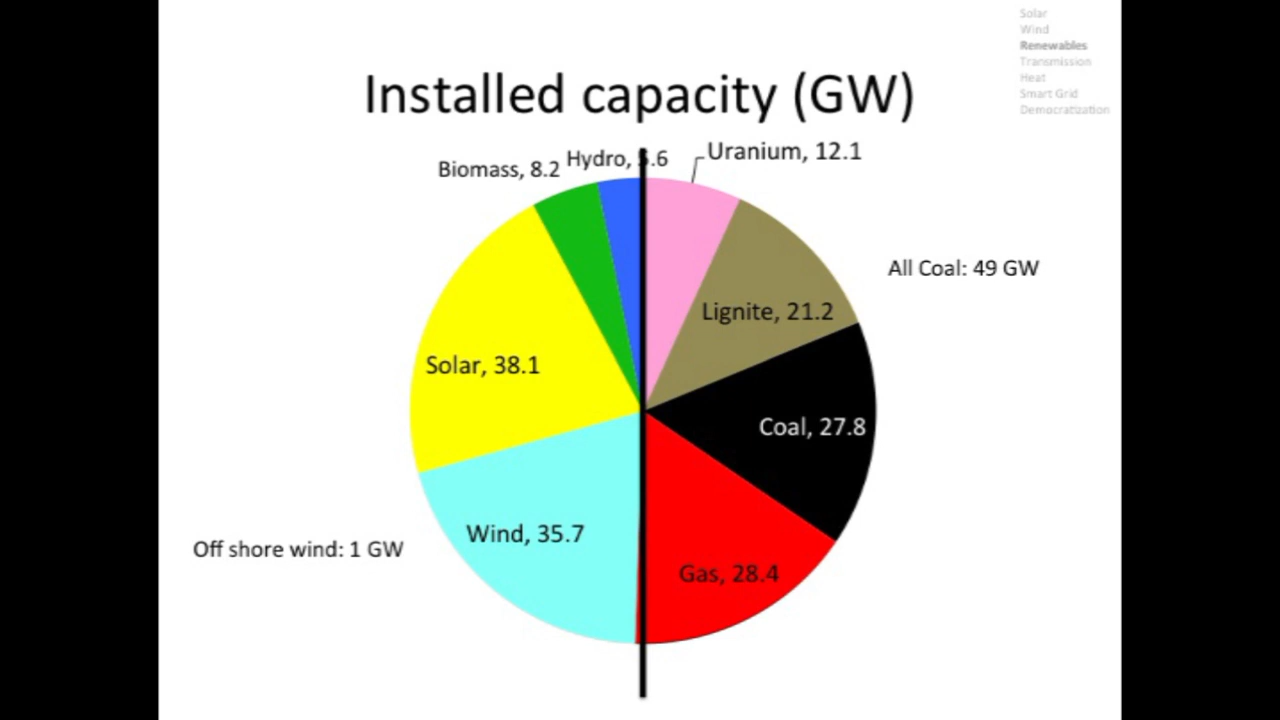 Solar
Wind
Renewables
Transmission
Heat
Smart Grid
Democratization
Installed capacity (GW)
Biomass, 8.2
Hydro, 5.6
Uranium, 12.1
All Coal: 49 GW
Lignite, 21.2
Solar, 38.1
Coal, 27.8
Wind, 35.7
Off shore wind: 1 GW
Gas, 28.4